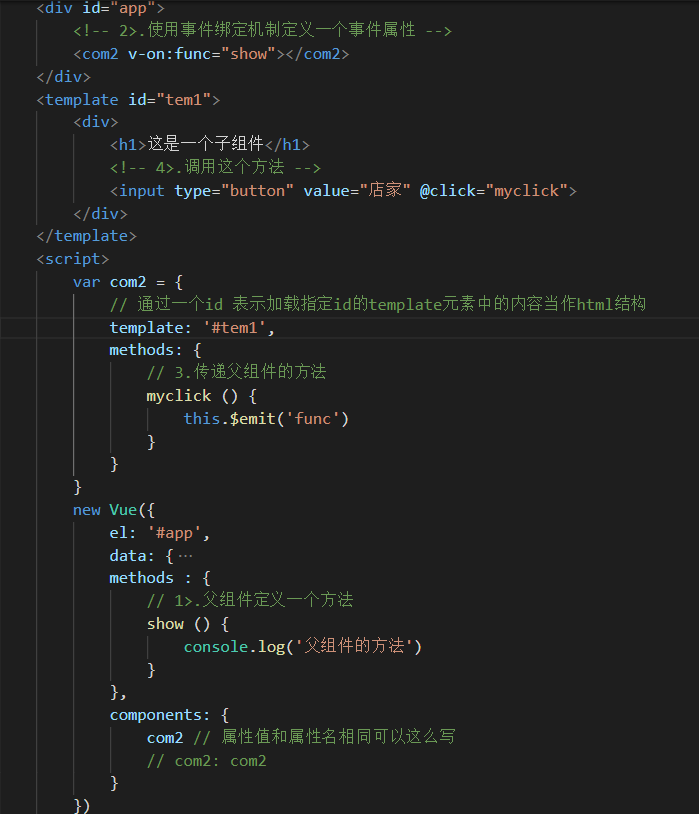 <div id="app">
<!-- 2>.使用事件绑定机制定义一个事件属性 -->
<com2 v-on:func="show"></com2>
</div>
<template id="tem1">
<div>
<h1>这是一个子组件</h1>
<!-- 4>.调用这个方法 -->
<input type="button" value="店家" @click="myclick">
</div>
</template>
<script>
var com2 = {
// 通过一个id 表示加载指定id的template元素中的内容当作html结构
template: '#tem1',
methods: {
// 3.传递父组件的方法
myclick () {
this.$emit('func')
}
}
}
new Vue({
el: '#app',
data: {…
methods : {
// 1>.父组件定义一个方法
show () {
console.log('父组件的方法')
}
},
components: {
com2 // 属性值和属性名相同可以这么写
// com2: com2
}
})